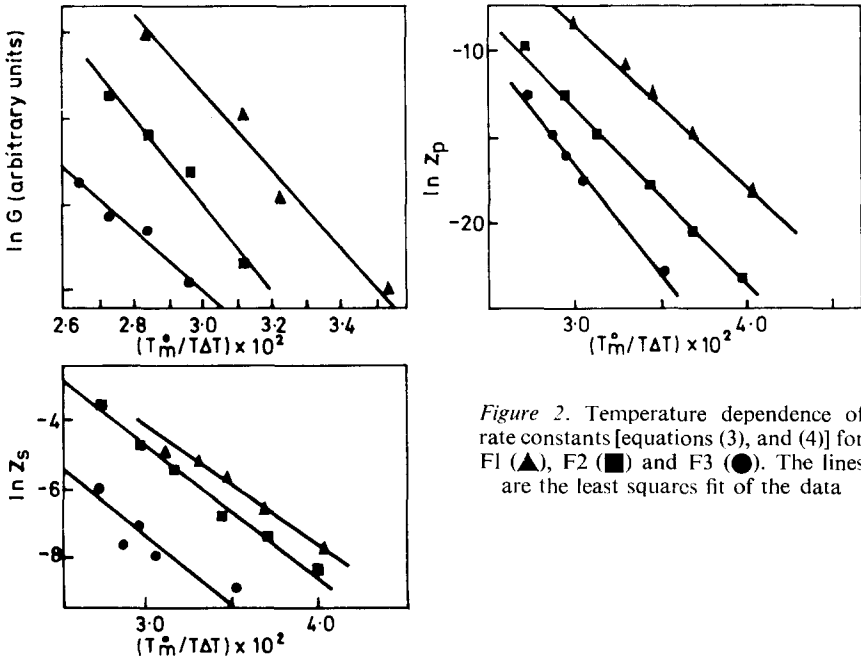 ln G (arbitrary units)
2·6 2·8 3·0 3·2 3·4
(T°m/TΔT) × 10²
-10
-20
ln Zp
3.0 4.0
(T°m/TΔT) × 10²
-4
-6
-8
ln Zs
3·0 4·0
(T°m/TΔT) × 10²
Figure 2. Temperature dependence of
rate constants [equations (3), and (4)] for
F1 (▲), F2 (■) and F3 (●). The lines
are the least squares fit of the data